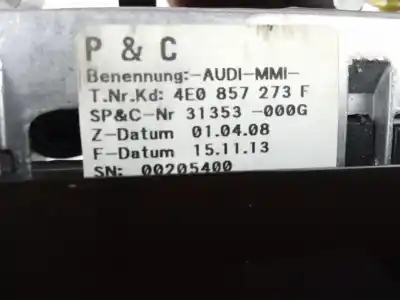 P & C
Benennung:-AUDI-MMI-
T.Nr.Kd: 4E0 857 273 F
SP&C-Nr 31353 -000G
Z-Datum 01.04.08
F-Datum 15.11.13
SN: 00205400